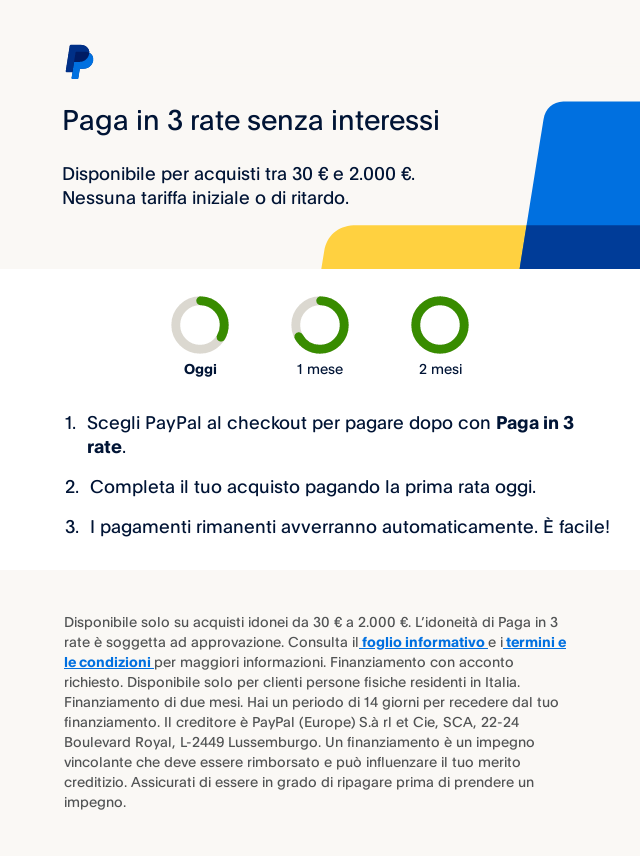 Paga in 3 rate senza interessi
Disponibile per acquisti tra 30 € e 2.000 €.
Nessuna tariffa iniziale o di ritardo.
Oggi
1 mese
2 mesi
1. Scegli PayPal al checkout per pagare dopo con Paga in 3
rate.
2. Completa il tuo acquisto pagando la prima rata oggi.
3. I pagamenti rimanenti avverranno automaticamente. È facile!
Disponibile solo su acquisti idonei da 30 € a 2.000 €. L’idoneità di Paga in 3
rate è soggetta ad approvazione. Consulta il foglio informativo e i termini e
le condizioni per maggiori informazioni. Finanziamento con acconto
richiesto. Disponibile solo per clienti persone fisiche residenti in Italia.
Finanziamento di due mesi. Hai un periodo di 14 giorni per recedere dal tuo
finanziamento. Il creditore è PayPal (Europe) S.à rl et Cie, SCA, 22-24
Boulevard Royal, L-2449 Lussemburgo. Un finanziamento è un impegno
vincolante che deve essere rimborsato e può influenzare il tuo merito
creditizio. Assicurati di essere in grado di ripagare prima di prendere un
impegno.